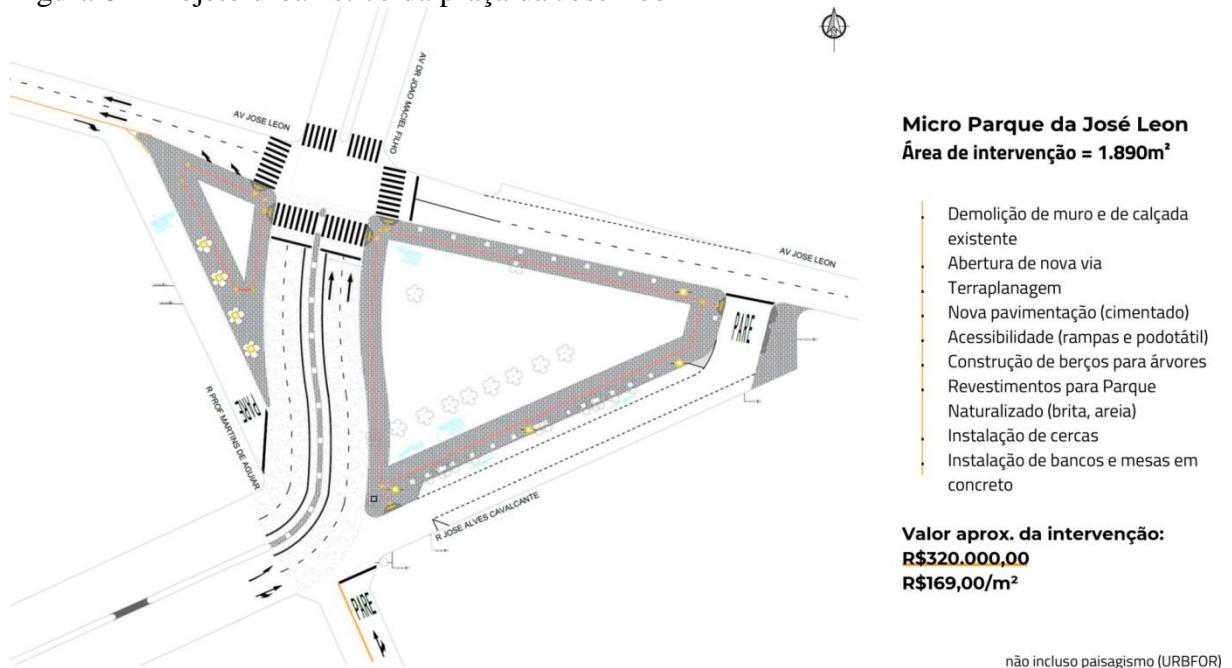 AV JOSE LEON
AV DR JOAO MACIEL FILHO
AV JOSE LEON
PARE
PARE
R PROF MARTINS DE AGUIAR
R JOSE ALVES CAVALCANTE
PARE
Micro Parque da José Leon
Área de intervenção = 1.890m²
Demolição de muro e de calçada
existente
Abertura de nova via
Terraplanagem
Nova pavimentação (cimentado)
Acessibilidade (rampas e podotátil)
Construção de berços para árvores
Revestimentos para Parque
Naturalizado (brita, areia)
Instalação de cercas
Instalação de bancos e mesas em
concreto
Valor aprox. da intervenção:
R$320.000,00
R$169,00/m²
não incluso paisagismo (URBFOR)